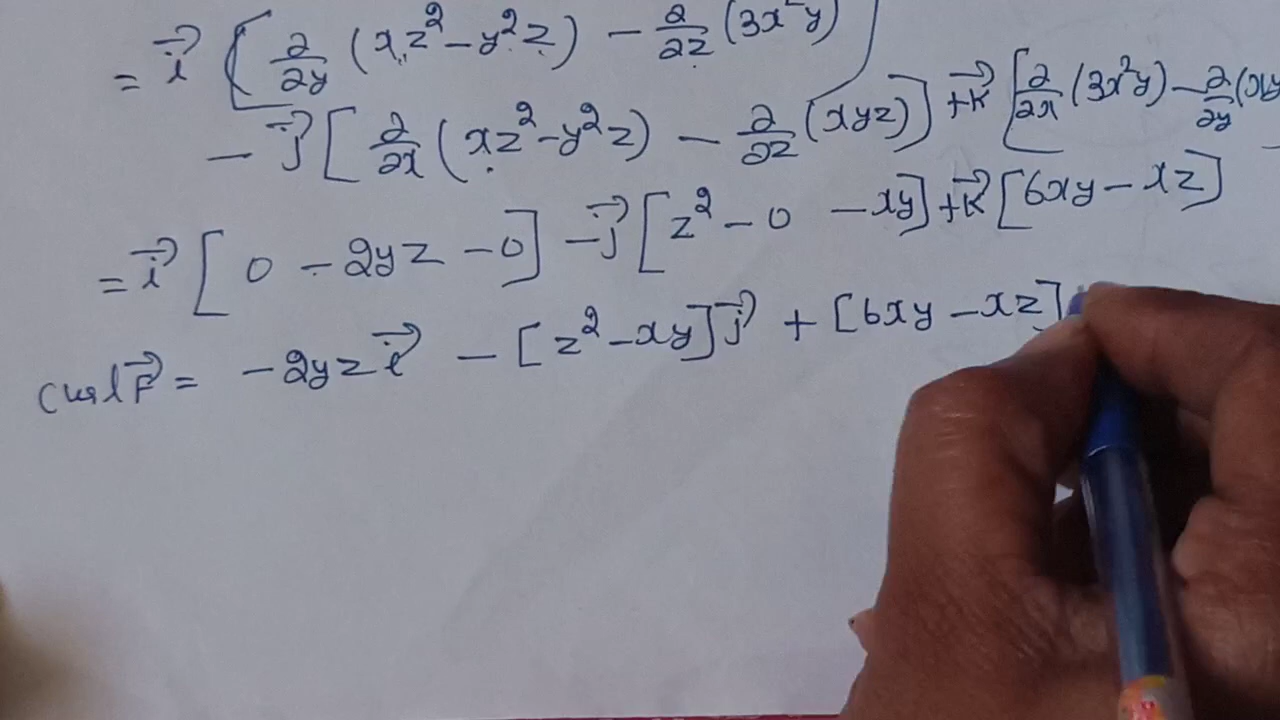 = i⃗ [ ∂/∂y (xz² − y²z) − ∂/∂z (3x²y) ]
− j⃗ [ ∂/∂x (xz² − y²z) − ∂/∂z (xyz) ] + k⃗ [ ∂/∂x (3x²y) − ∂/∂y (xy
= i⃗ [ 0 − 2yz − 0 ] − j⃗ [ z² − 0 − xy ] + k⃗ [ 6xy − xz ]
curl F⃗ = − 2yz i⃗ − [ z² − xy ] j⃗ + [ 6xy − xz ]